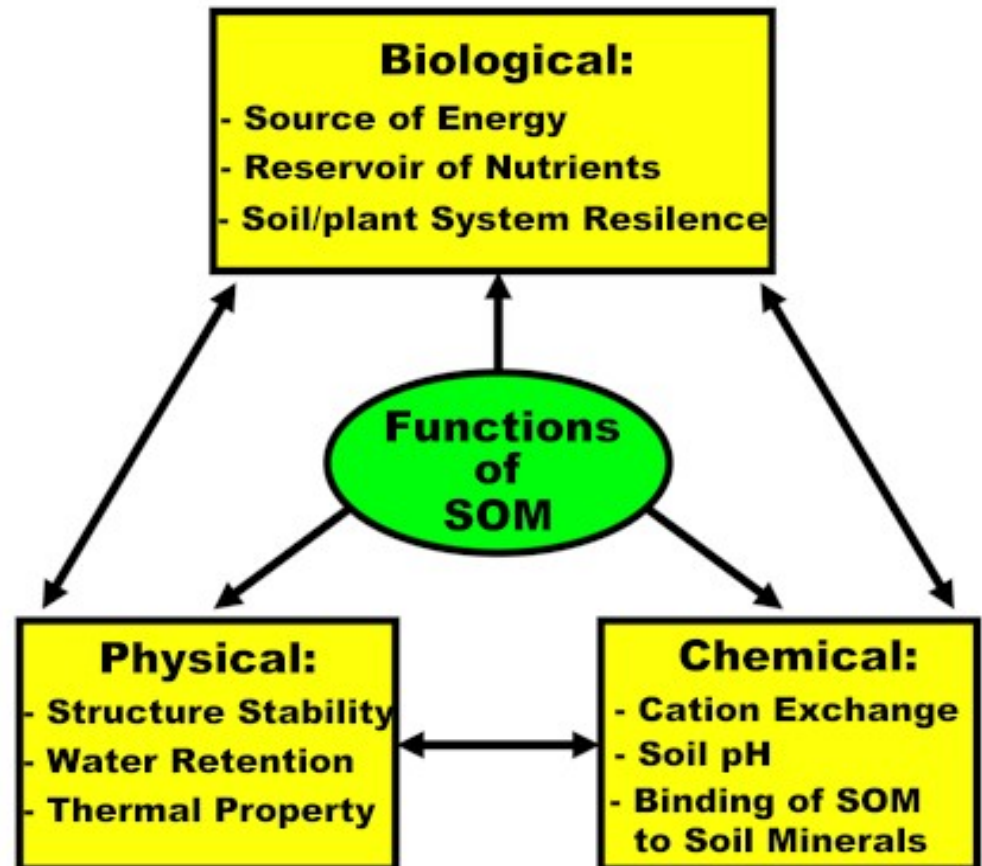 Biological:
- Source of Energy
- Reservoir of Nutrients
- Soil/plant System Resilence
Functions
of
SOM
Physical:
- Structure Stability
- Water Retention
- Thermal Property
Chemical:
- Cation Exchange
- Soil pH
- Binding of SOM
to Soil Minerals